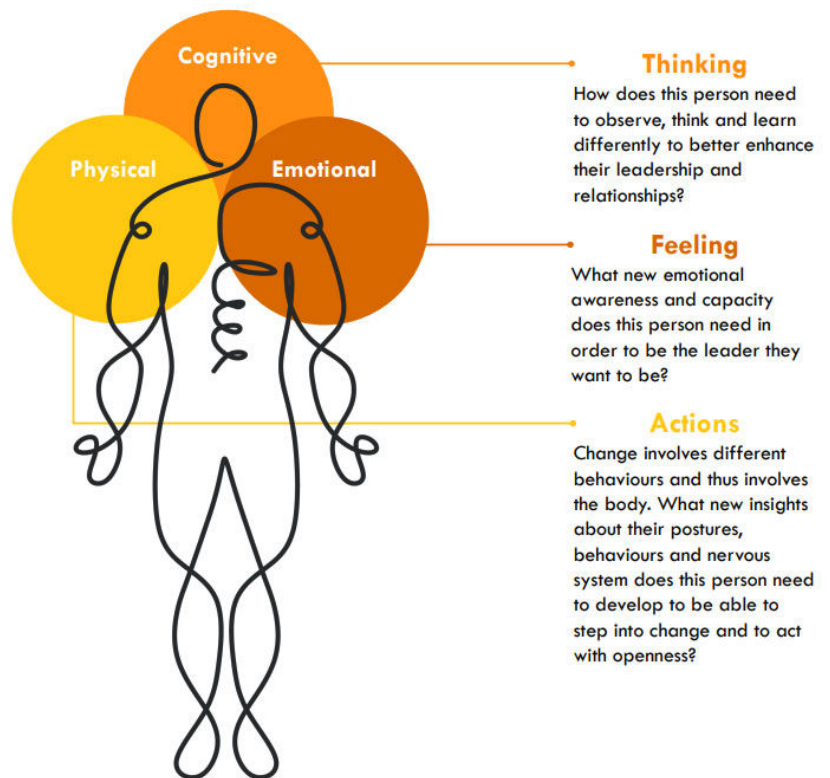 Cognitive
Physical
Emotional
Thinking
How does this person need
to observe, think and learn
differently to better enhance
their leadership and
relationships?
Feeling
What new emotional
awareness and capacity
does this person need in
order to be the leader they
want to be?
Actions
Change involves different
behaviours and thus involves
the body. What new insights
about their postures,
behaviours and nervous
system does this person need
to develop to be able to
step into change and to act
with openness?